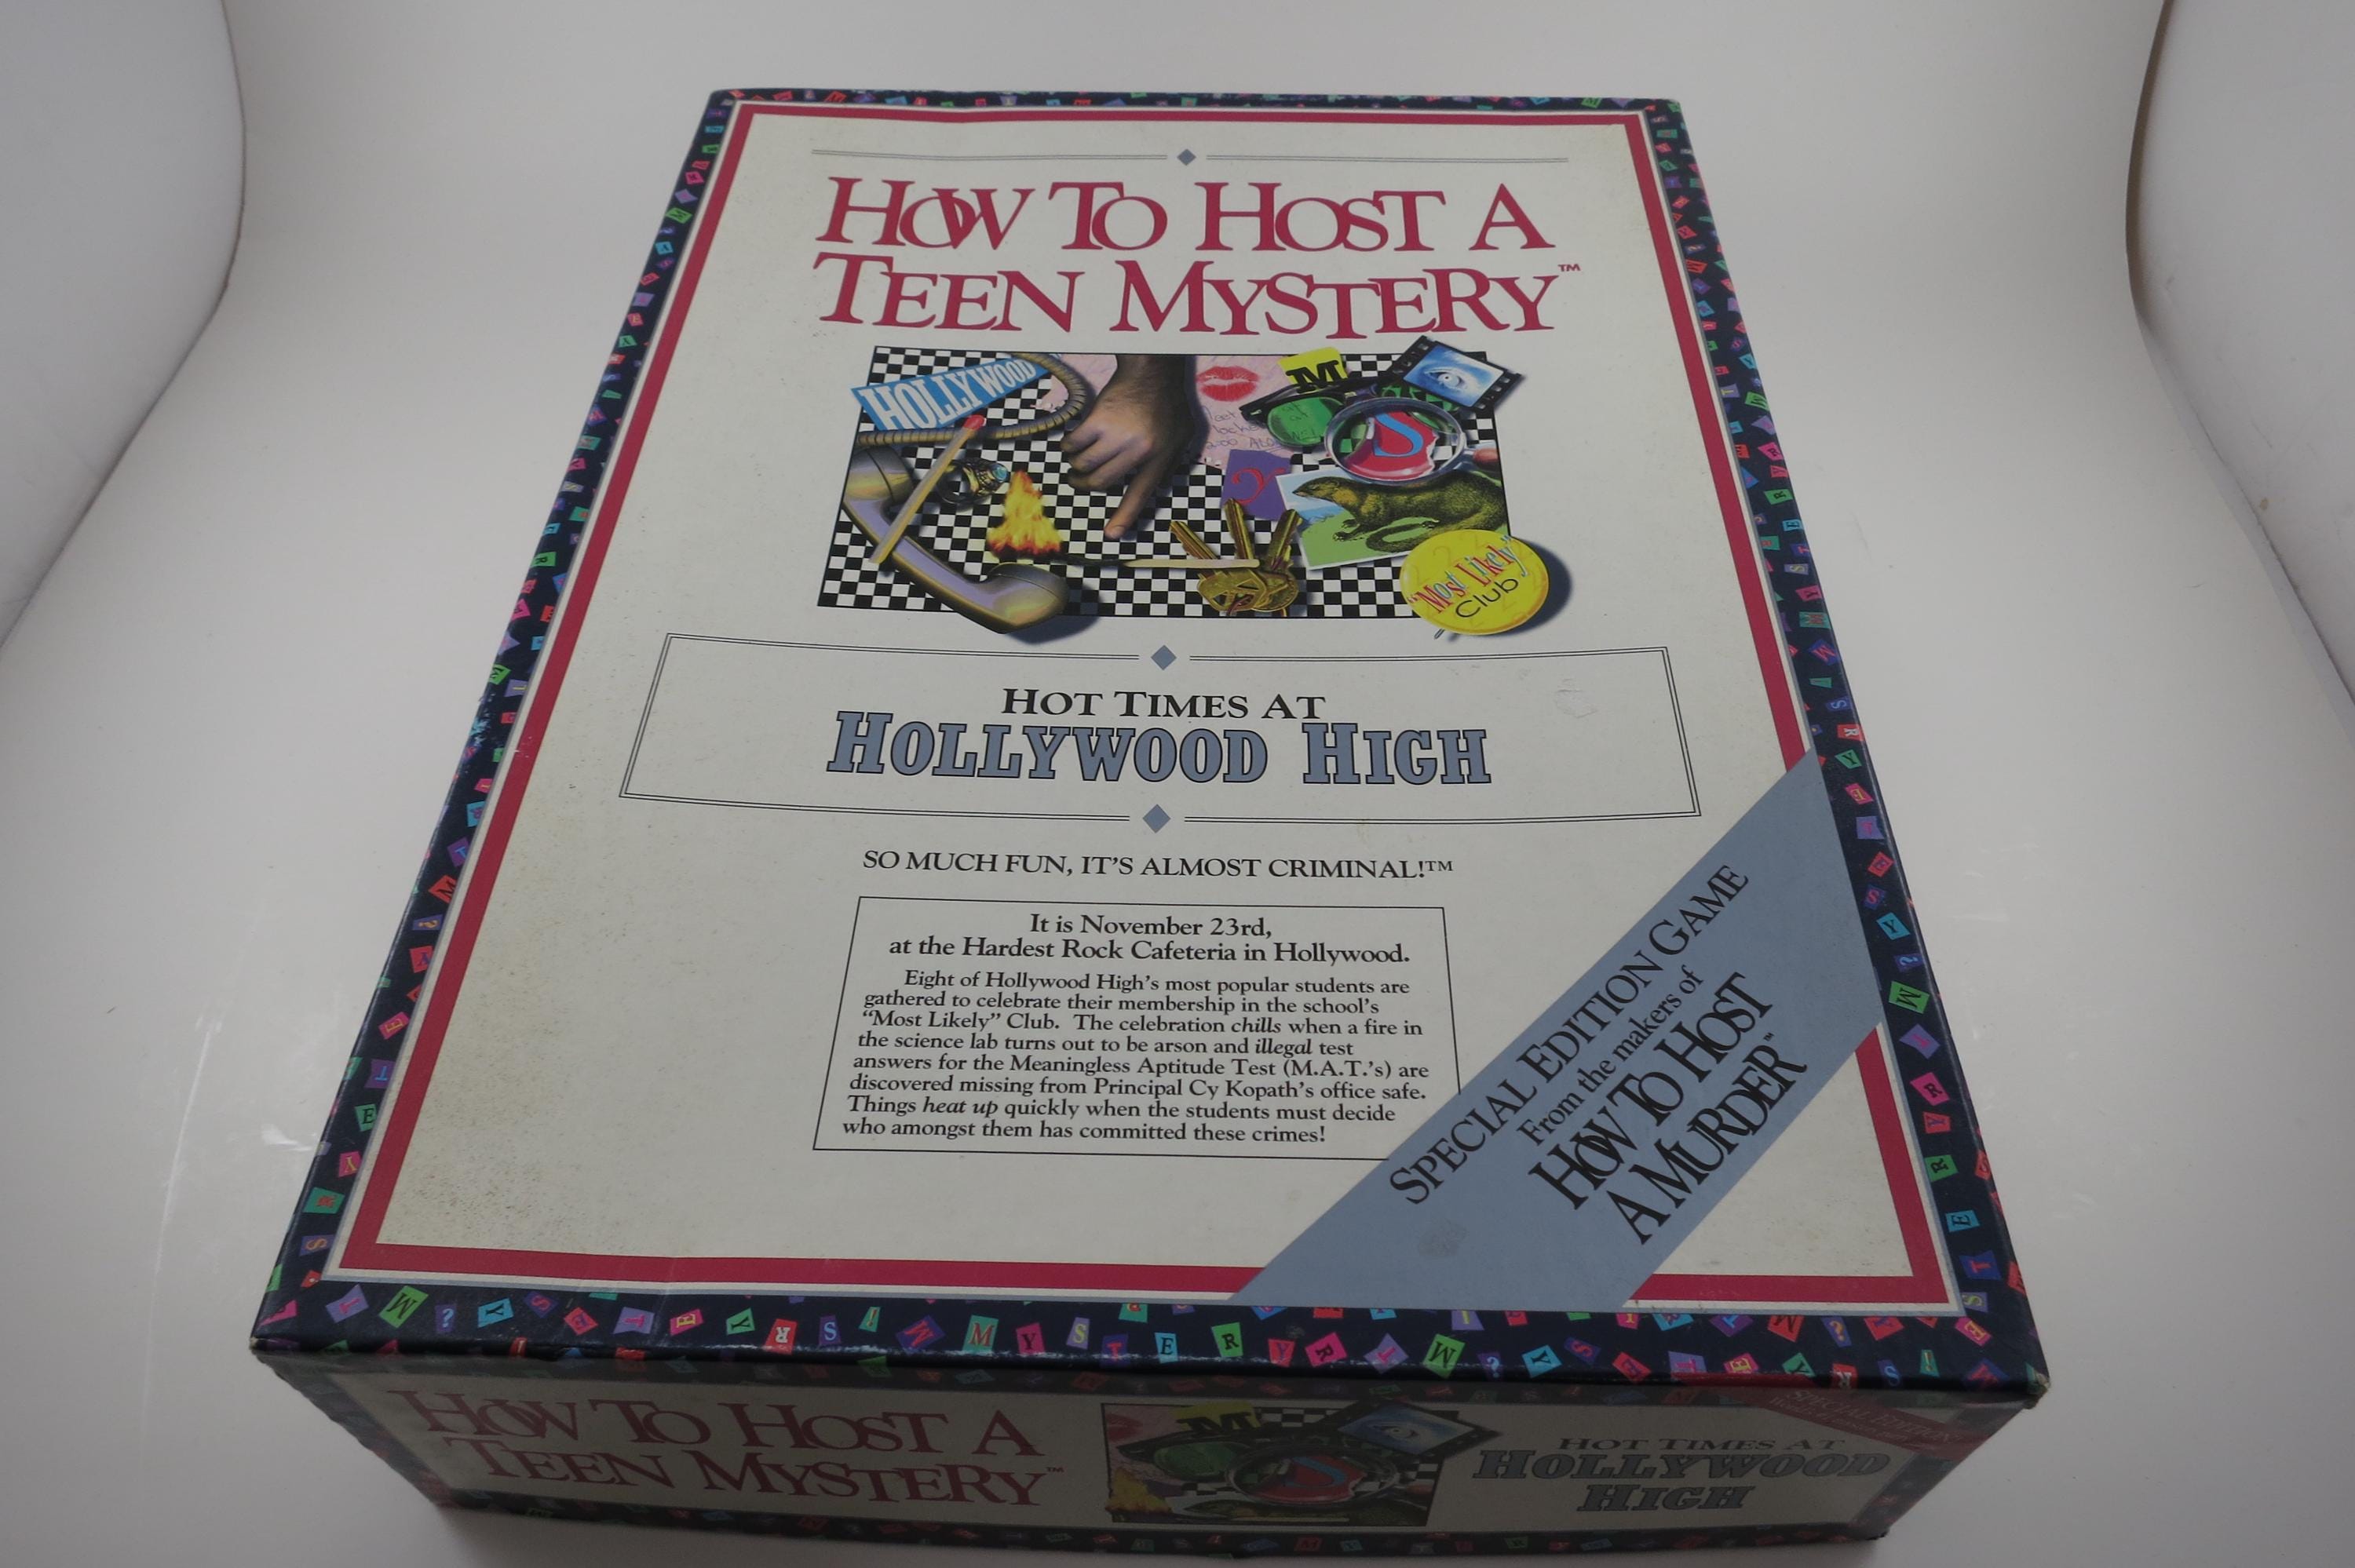 HOW TO HOST A
TEEN MYSTERY™
HOLLYWOOD
M
S
"Most Likely"
Club
HOT TIMES AT
HOLLYWOOD HIGH
SO MUCH FUN, IT'S ALMOST CRIMINAL!™
It is November 23rd,
at the Hardest Rock Cafeteria in Hollywood.
Eight of Hollywood High's most popular students are
gathered to celebrate their membership in the school's
"Most Likely" Club. The celebration chills when a fire in
the science lab turns out to be arson and illegal test
answers for the Meaningless Aptitude Test (M.A.T.'s) are
discovered missing from Principal Cy Kopath's office safe.
Things heat up quickly when the students must decide
who amongst them has committed these crimes!
SPECIAL EDITION GAME
From the makers of
HOW TO HOST
A MURDER™
M Y S T E R Y
HOW TO HOST A
TEEN MYSTERY™
M
S
HOT TIMES AT
HOLLYWOOD
HIGH
SPECIAL EDITION